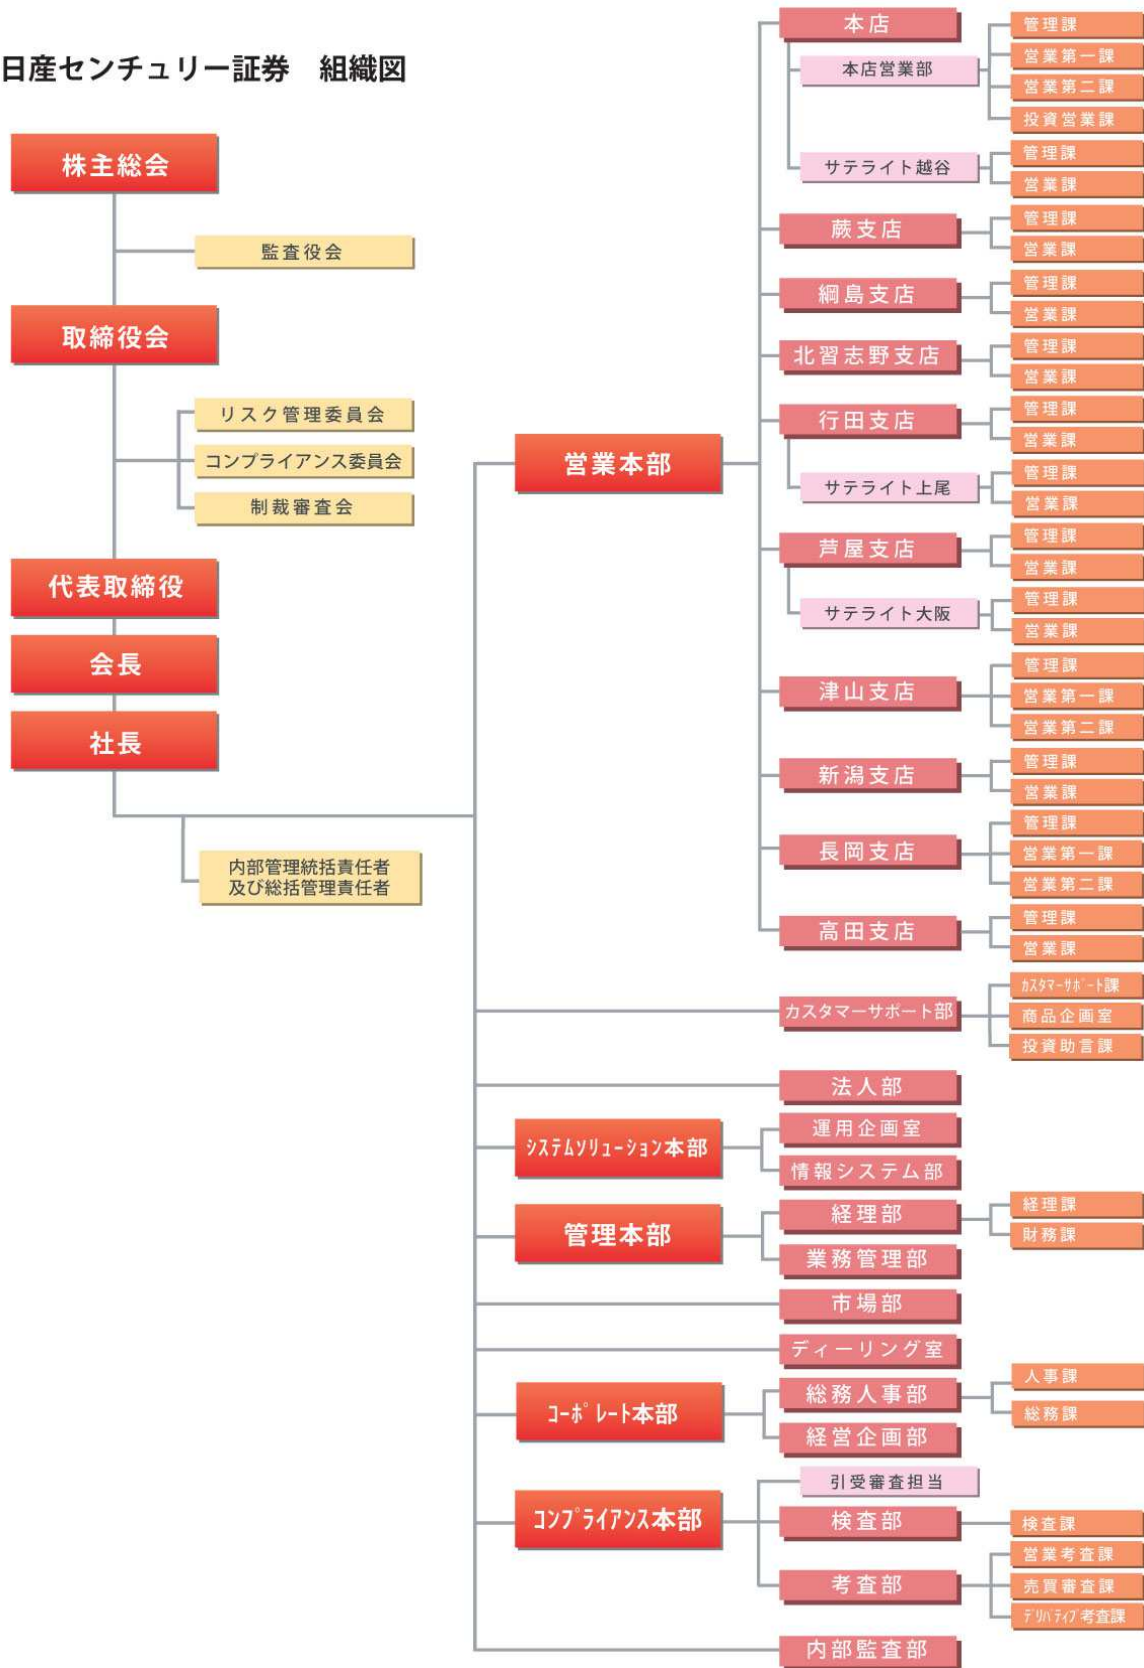 日産センチュリー証券　組織図
株主総会
監査役会
取締役会
リスク管理委員会
コンプライアンス委員会
制裁審査会
代表取締役
会長
社長
内部管理統括責任者
及び総括管理責任者
営業本部
本店
本店営業部
管理課
営業第一課
営業第二課
投資営業課
サテライト越谷
管理課
営業課
蕨支店
管理課
営業課
綱島支店
管理課
営業課
北習志野支店
管理課
営業課
行田支店
管理課
営業課
サテライト上尾
管理課
営業課
芦屋支店
管理課
営業課
サテライト大阪
管理課
営業課
津山支店
管理課
営業第一課
営業第二課
新潟支店
管理課
営業課
長岡支店
管理課
営業第一課
営業第二課
高田支店
管理課
営業課
カスタマーサポート部
ｶｽﾀﾏｰｻﾎﾟｰﾄ課
商品企画室
投資助言課
法人部
ｼｽﾃﾑｿﾘｭｰｼｮﾝ本部
運用企画室
情報システム部
管理本部
経理部
経理課
財務課
業務管理部
市場部
ディーリング室
ｺｰﾎﾟﾚｰﾄ本部
総務人事部
人事課
総務課
経営企画部
ｺﾝﾌﾟﾗｲｱﾝｽ本部
引受審査担当
検査部
検査課
考査部
営業考査課
売買審査課
ﾃﾞﾘﾊﾞﾃｨﾌﾞ考査課
内部監査部